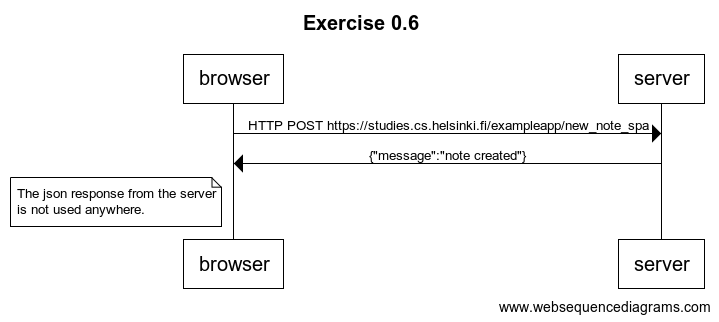 Exercise 0.6
browser
server
HTTP POST https://studies.cs.helsinki.fi/exampleapp/new_note_spa
{"message":"note created"}
The json response from the server
is not used anywhere.
browser
server
www.websequencediagrams.com